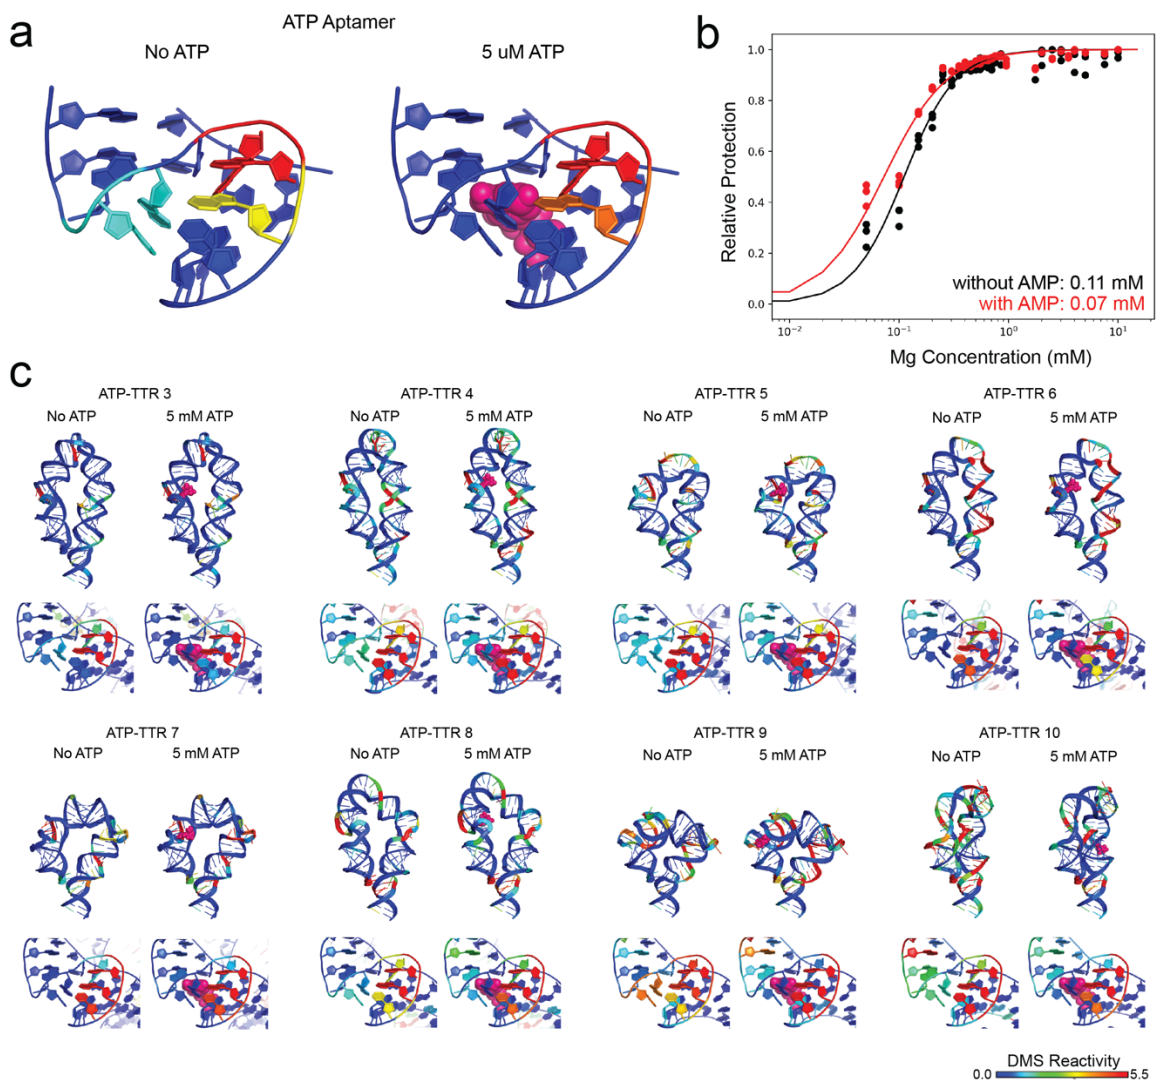 a
ATP Aptamer
No ATP
5 uM ATP
b
Relative Protection
1.0
0.8
0.6
0.4
0.2
0.0
without AMP: 0.11 mM
with AMP: 0.07 mM
10⁻² 10⁻¹ 10⁰ 10¹
Mg Concentration (mM)
c
ATP-TTR 3
No ATP 5 mM ATP
ATP-TTR 4
No ATP 5 mM ATP
ATP-TTR 5
No ATP 5 mM ATP
ATP-TTR 6
No ATP 5 mM ATP
ATP-TTR 7
No ATP 5 mM ATP
ATP-TTR 8
No ATP 5 mM ATP
ATP-TTR 9
No ATP 5 mM ATP
ATP-TTR 10
No ATP 5 mM ATP
DMS Reactivity
0.0 5.5